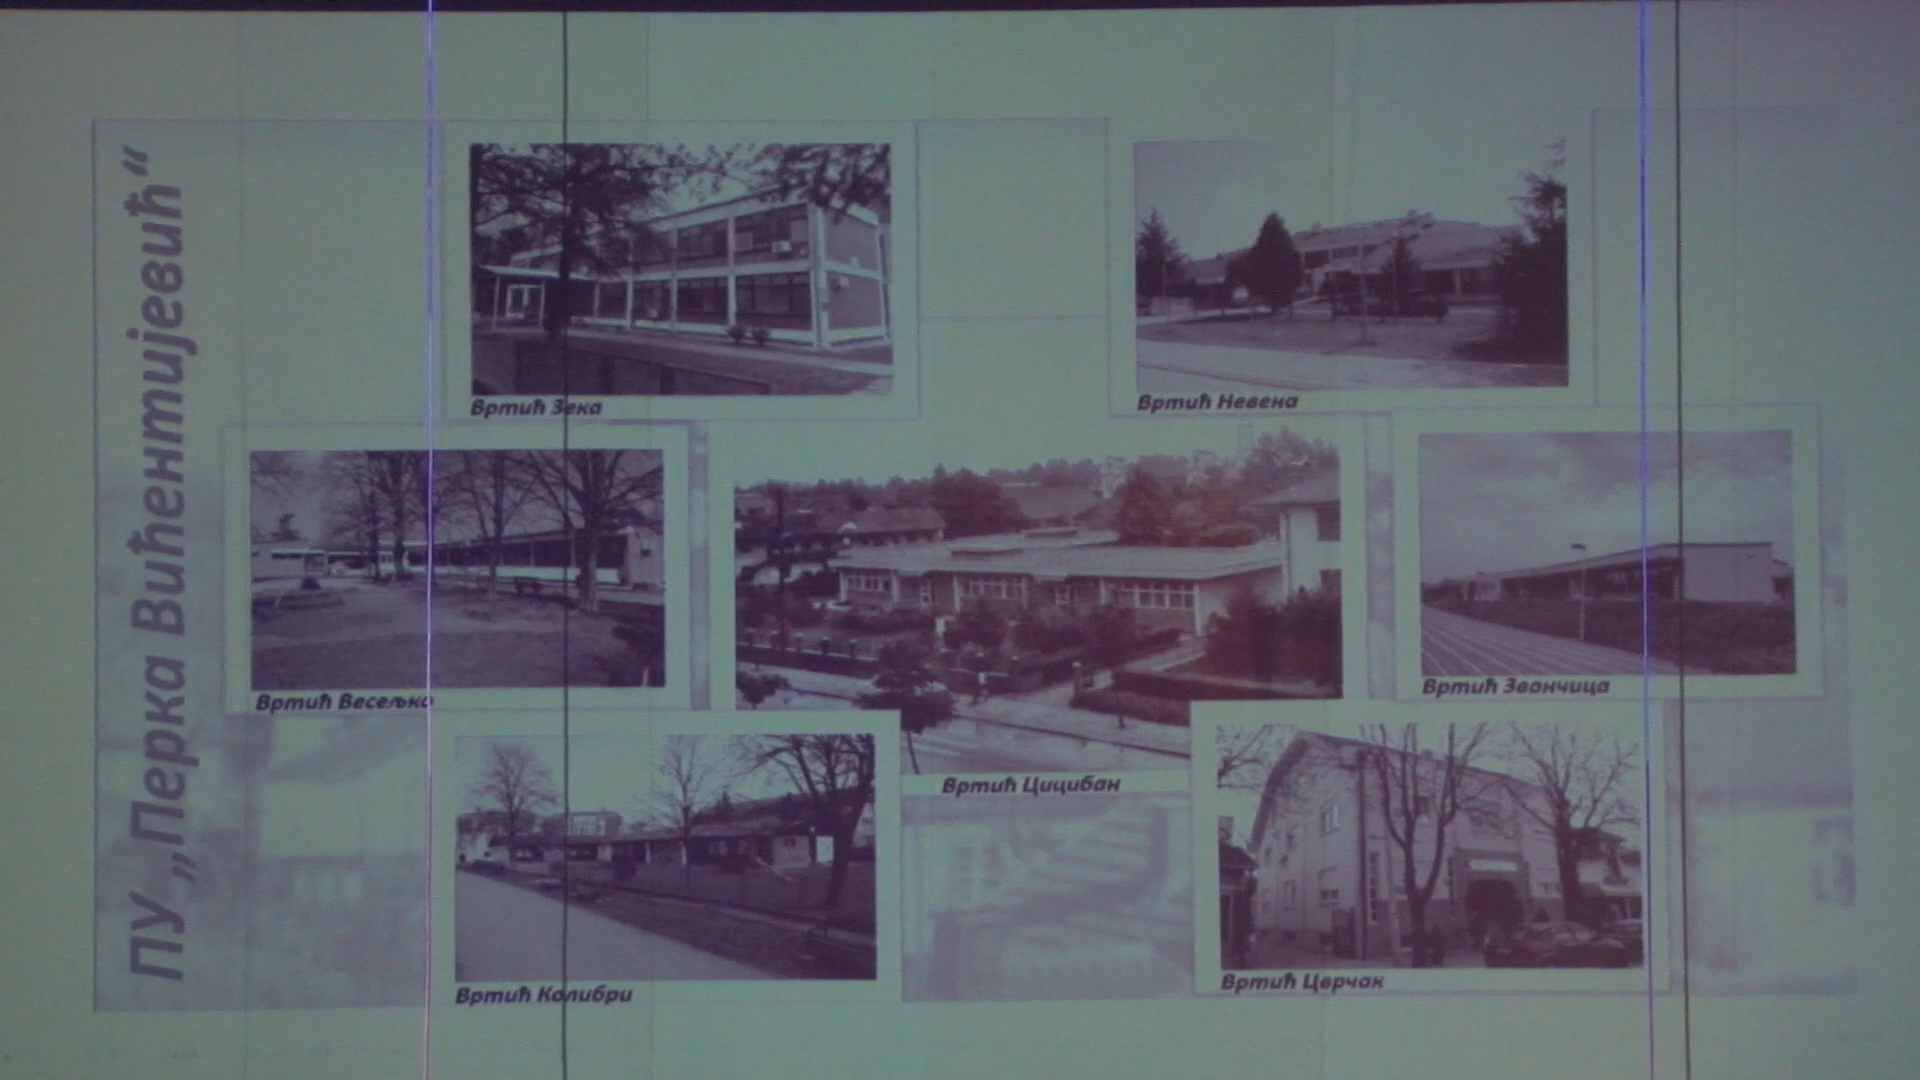 ПУ „Перка Вићентијевић“
Вртић Зека
Вртић Невена
Вртић Весељко
Вртић Звончица
Вртић Цицибан
Вртић Колибри
Вртић Цврчак